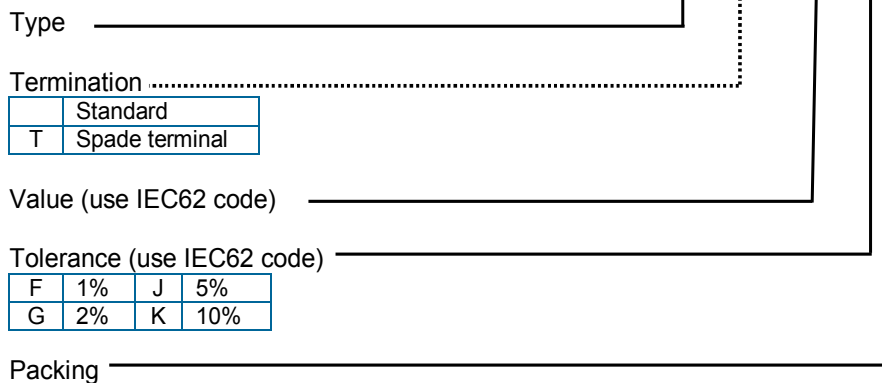 Type
Termination
Standard
T Spade terminal
Value (use IEC62 code)
Tolerance (use IEC62 code)
F 1% J 5%
G 2% K 10%
Packing